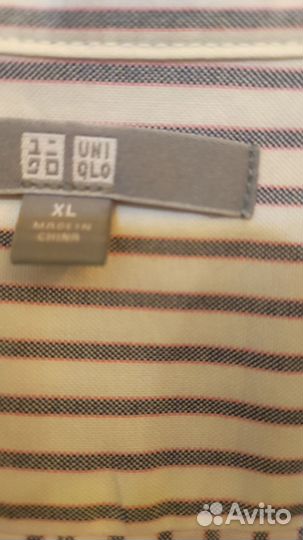 ユニ UNI
クロ QLO
XL
MADE IN
CHINA
Avito